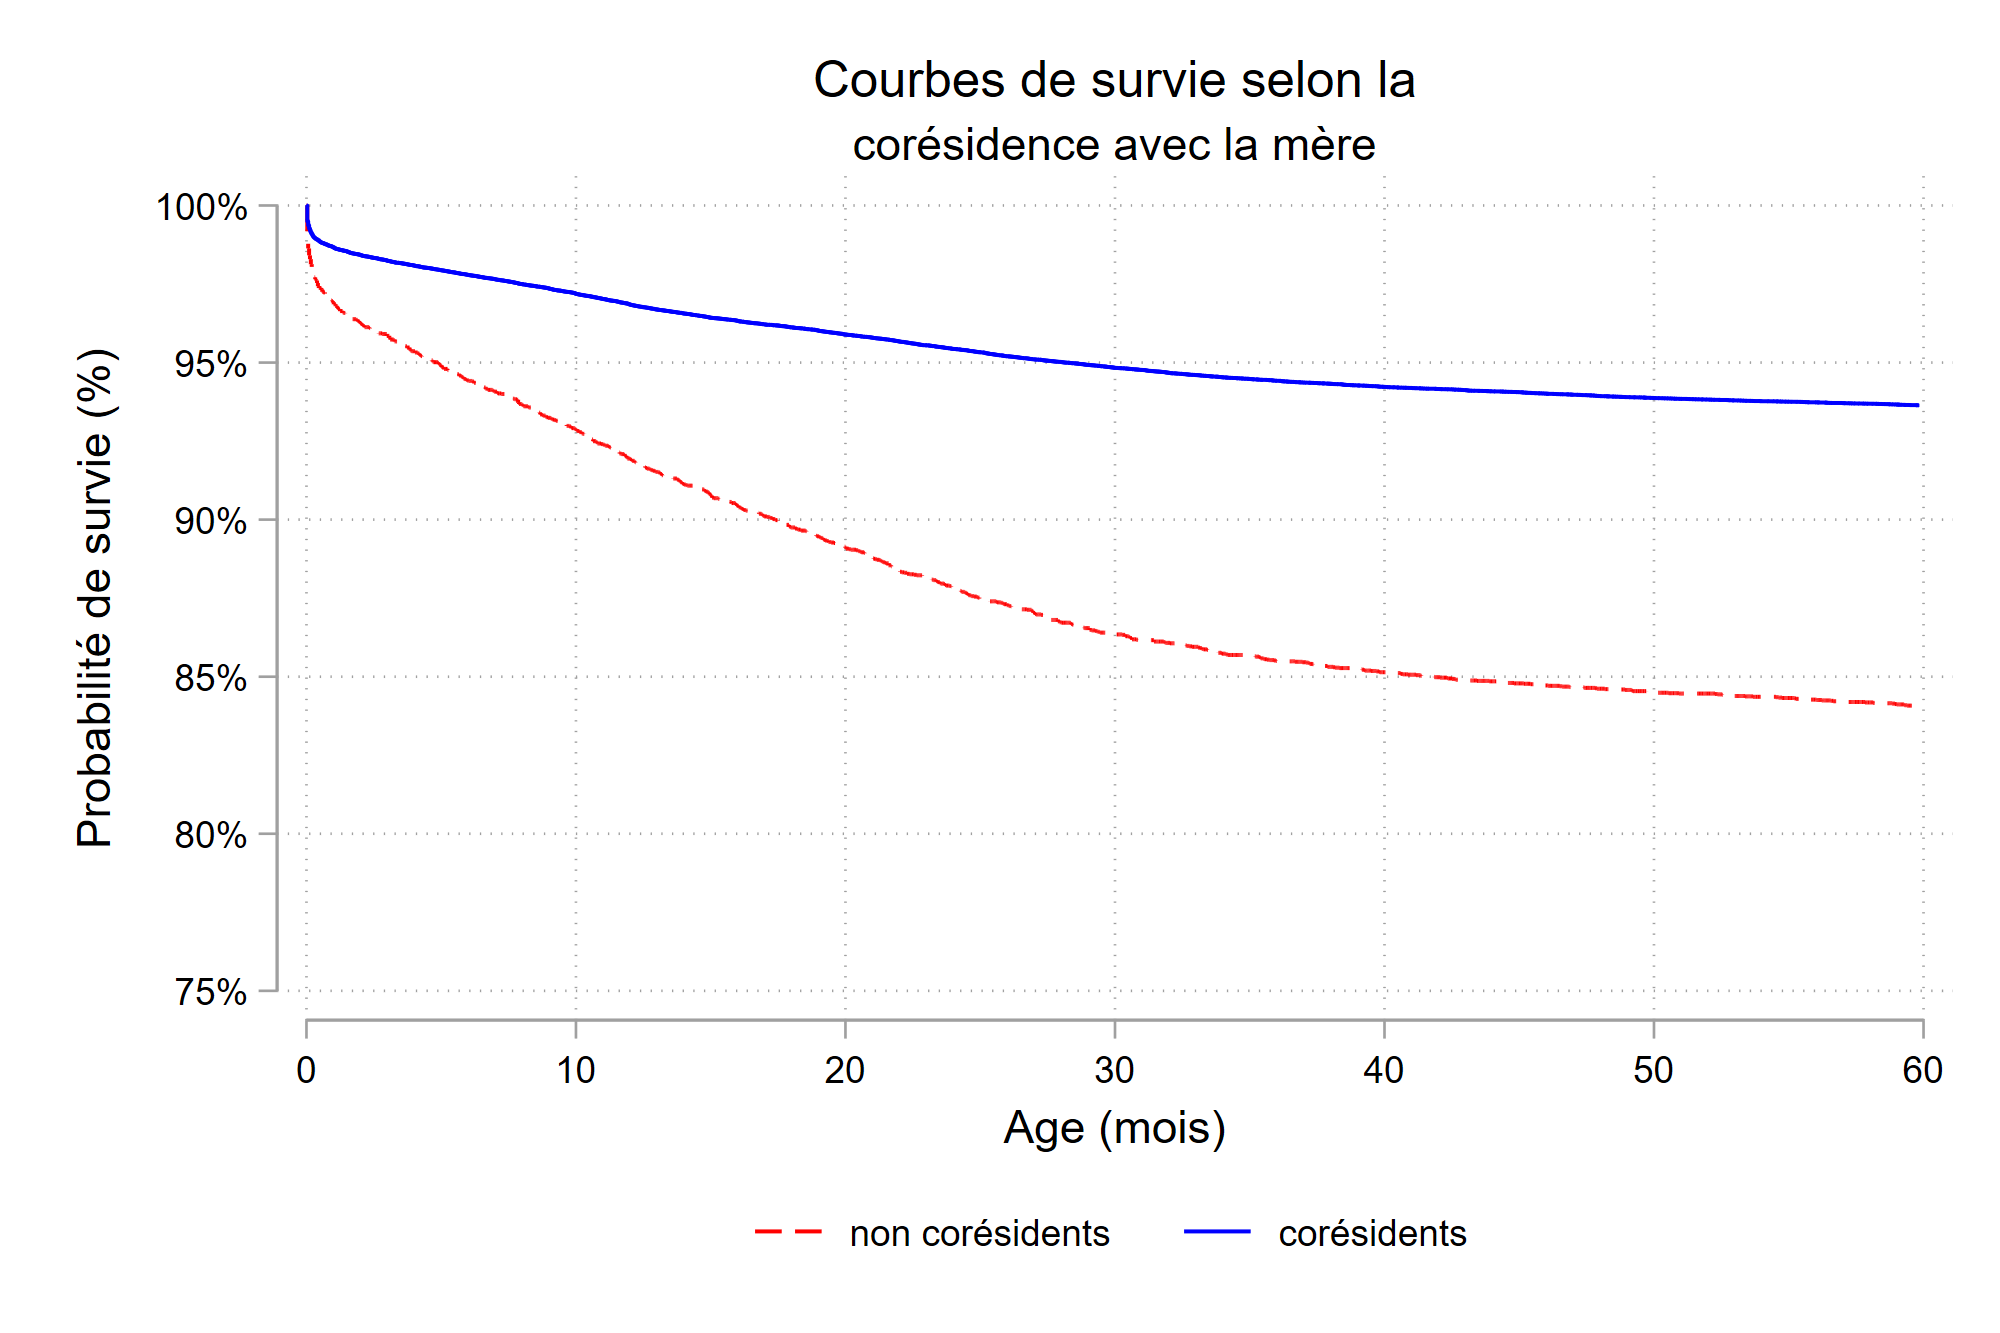 Courbes de survie selon la
corésidence avec la mère
Probabilité de survie (%)
100%
95%
90%
85%
80%
75%
0 10 20 30 40 50 60
Age (mois)
non corésidents corésidents